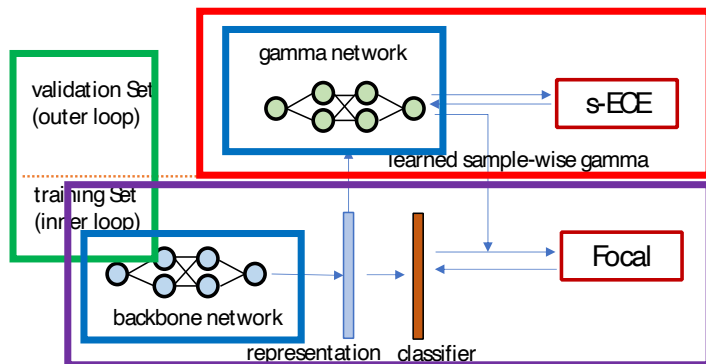 gamma network
validation Set
(outer loop)
s-ECE
learned sample-wise gamma
training Set
(inner loop)
Focal
backbone network
representation
classifier